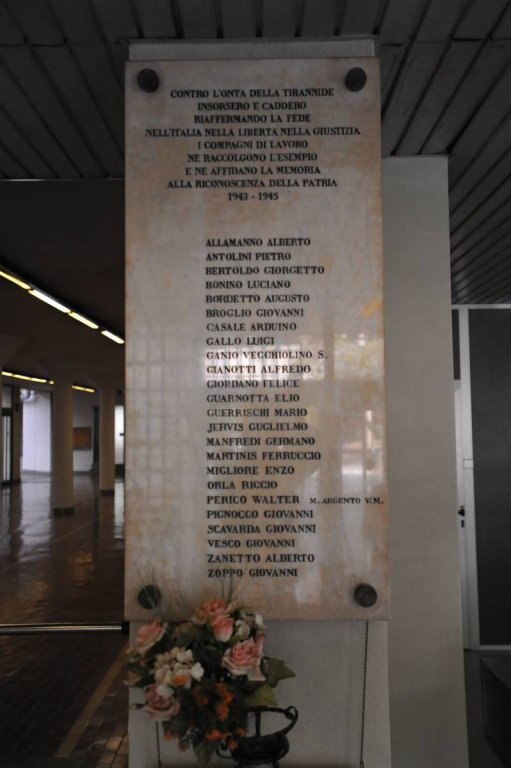 CONTRO L'ONTA DELLA TIRANNIDE
INSORSERO E CADDERO
RIAFFERMANDO LA FEDE
NELL'ITALIA NELLA LIBERTA NELLA GIUSTIZIA
I COMPAGNI DI LAVORO
NE RACCOLGONO L'ESEMPIO
E NE AFFIDANO LA MEMORIA
ALLA RICONOSCENZA DELLA PATRIA
1943 - 1945
ALLAMANNO ALBERTO
ANTOLINI PIETRO
BERTOLDO GIORGETTO
BONINO LUCIANO
BORDETTO AUGUSTO
BROGLIO GIOVANNI
CASALE ARDUINO
GALLO LUIGI
GANIO VECCHIOLINO S.
GIANOTTI ALFREDO
GIORDANO FELICE
GUARNOTTA ELIO
GUERRISCHI MARIO
JERVIS GUGLIELMO
MANFREDI GERMANO
MARTINIS FERRUCCIO
MIGLIORE ENZO
ORLA RICCIO
PERICO WALTER M. ARGENTO V.M.
PIGNOCCO GIOVANNI
SCAVARDA GIOVANNI
VESCO GIOVANNI
ZANETTO ALBERTO
ZOPPO GIOVANNI